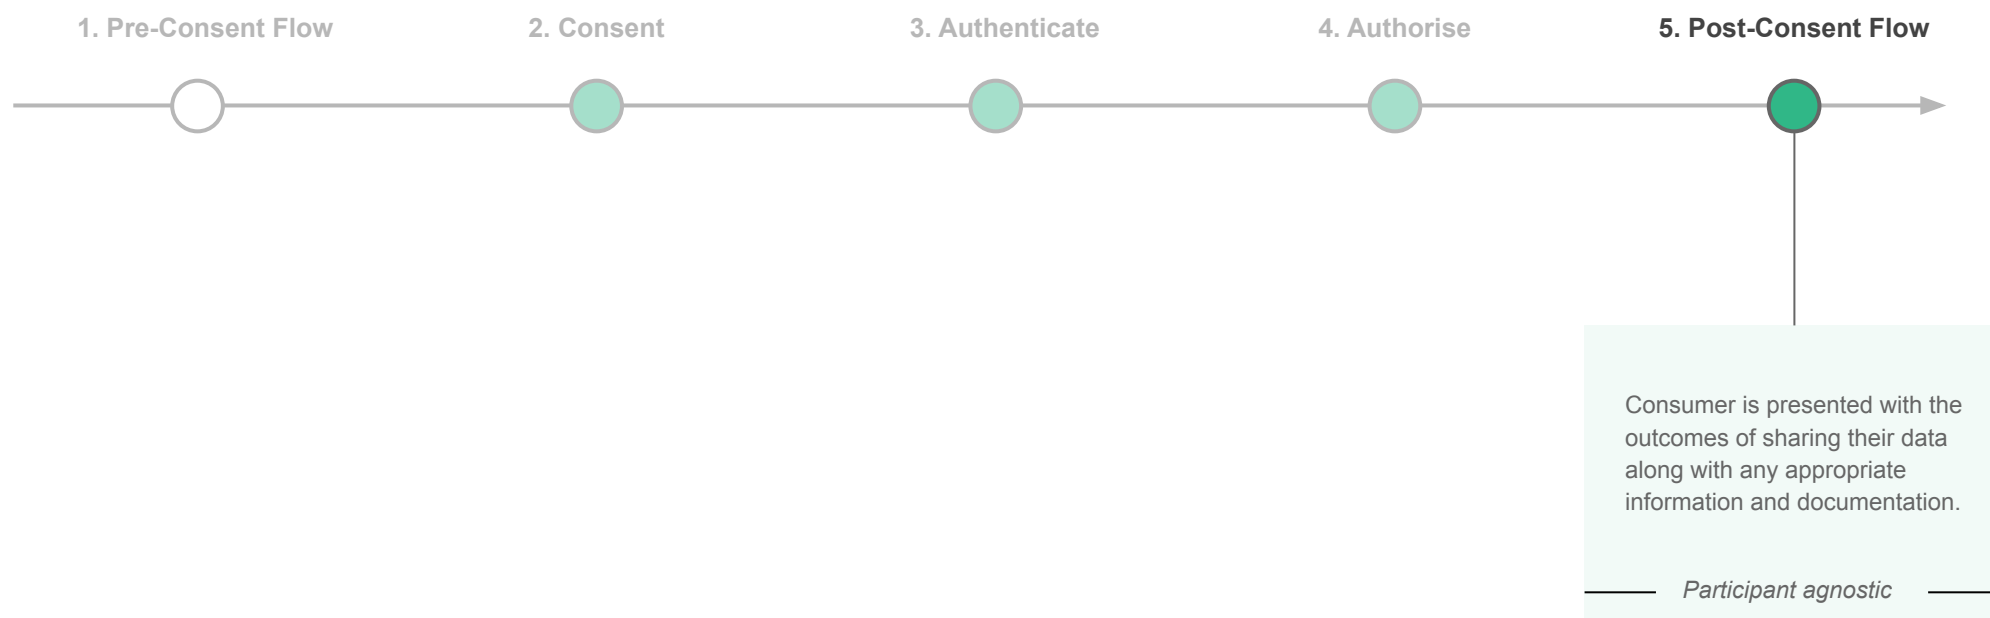 1. Pre-Consent Flow
2. Consent
3. Authenticate
4. Authorise
5. Post-Consent Flow
Consumer is presented with the
outcomes of sharing their data
along with any appropriate
information and documentation.
Participant agnostic